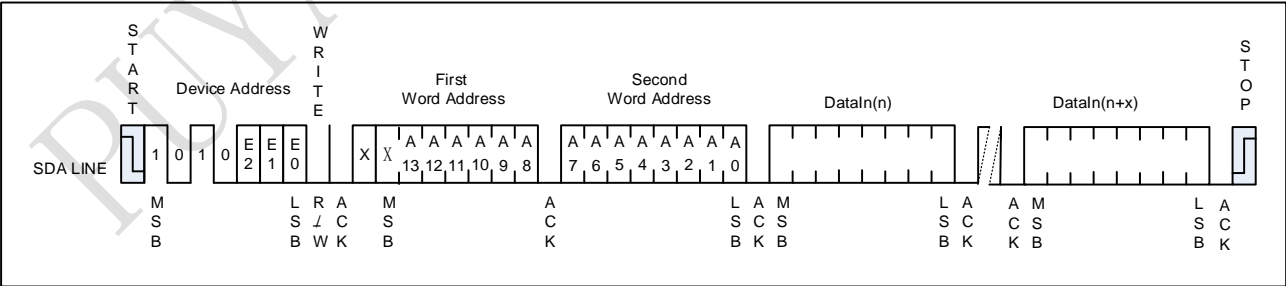 PUY
START
WRITE
STOP
Device Address
First
Word Address
Second
Word Address
DataIn(n)
DataIn(n+x)
SDA LINE
1 0 1 0 E2 E1 E0
X X A13 A12 A11 A10 A9 A8
A7 A6 A5 A4 A3 A2 A1 A0
MSB
LSB
R/W
ACK
MSB
ACK
LSB
ACK
MSB
LSB
ACK
ACK
MSB
LSB
ACK